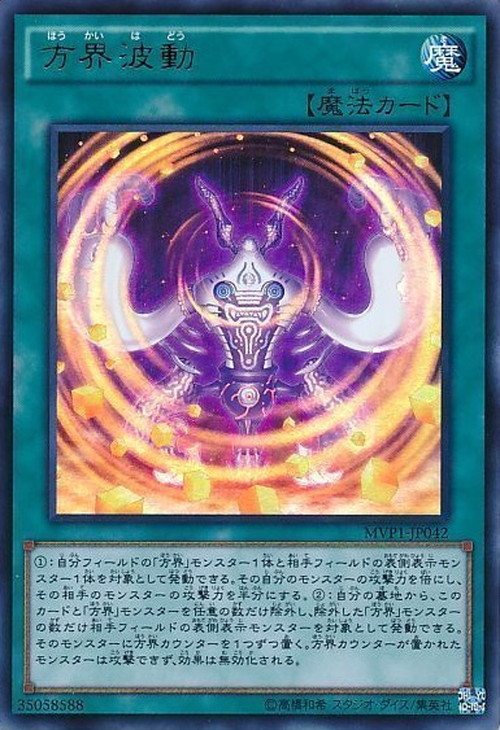 方界波動
魔
【魔法カード】
MVP1-JP042
①：自分フィールドの「方界」モンスター１体と相手フィールドの表側表示モン
スター１体を対象として発動できる。その自分のモンスターの攻撃力を倍にし、
その相手のモンスターの攻撃力を半分にする。②：自分の墓地から、この
カードと「方界」モンスターを任意の数だけ除外し、除外した「方界」モンスター
の数だけ相手フィールドの表側表示モンスターを対象として発動できる。
そのモンスターに方界カウンターを１つずつ置く。方界カウンターが置かれた
モンスターは攻撃できず、効果は無効化される。
35058588
©高橋和希 スタジオ・ダイス/集英社